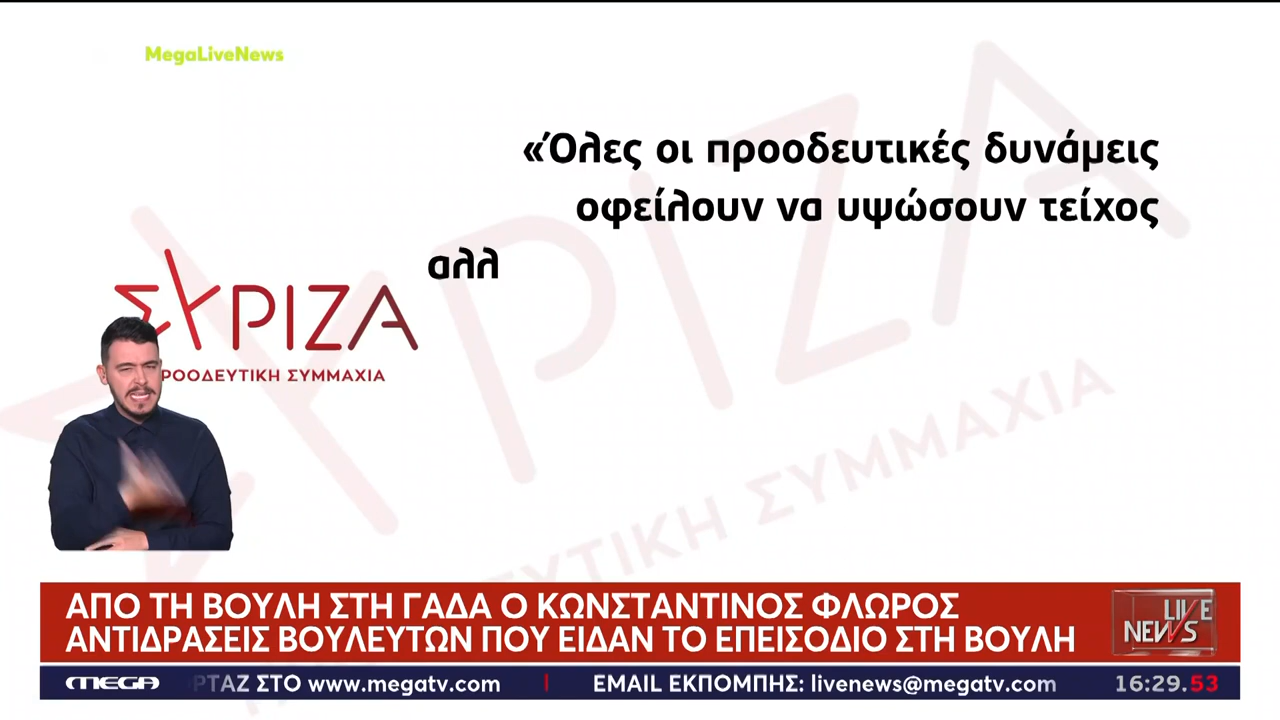 MegaLiveNews
«Όλες οι προοδευτικές δυνάμεις
οφείλουν να υψώσουν τείχος
αλλ
ΣΥΡΙΖΑ
ΡΟΟΔΕΥΤΙΚΗ ΣΥΜΜΑΧΙΑ
ΑΠΟ ΤΗ ΒΟΥΛΗ ΣΤΗ ΓΑΔΑ Ο ΚΩΝΣΤΑΝΤΙΝΟΣ ΦΛΩΡΟΣ
ΑΝΤΙΔΡΑΣΕΙΣ ΒΟΥΛΕΥΤΩΝ ΠΟΥ ΕΙΔΑΝ ΤΟ ΕΠΕΙΣΟΔΙΟ ΣΤΗ ΒΟΥΛΗ
LIVE
NEWS
MEGA ΡΤΑΖ ΣΤΟ www.megatv.com | EMAIL ΕΚΠΟΜΠΗΣ: livenews@megatv.com 16:29.53